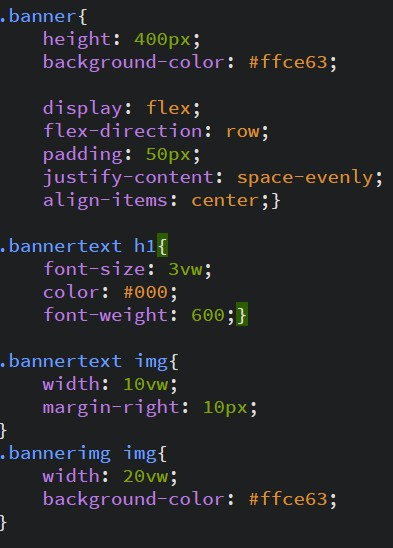 .banner{
    height: 400px;
    background-color: #ffce63;

    display: flex;
    flex-direction: row;
    padding: 50px;
    justify-content: space-evenly;
    align-items: center;}

.bannertext h1{
    font-size: 3vw;
    color: #000;
    font-weight: 600;}

.bannertext img{
    width: 10vw;
    margin-right: 10px;
}
.bannerimg img{
    width: 20vw;
    background-color: #ffce63;
}